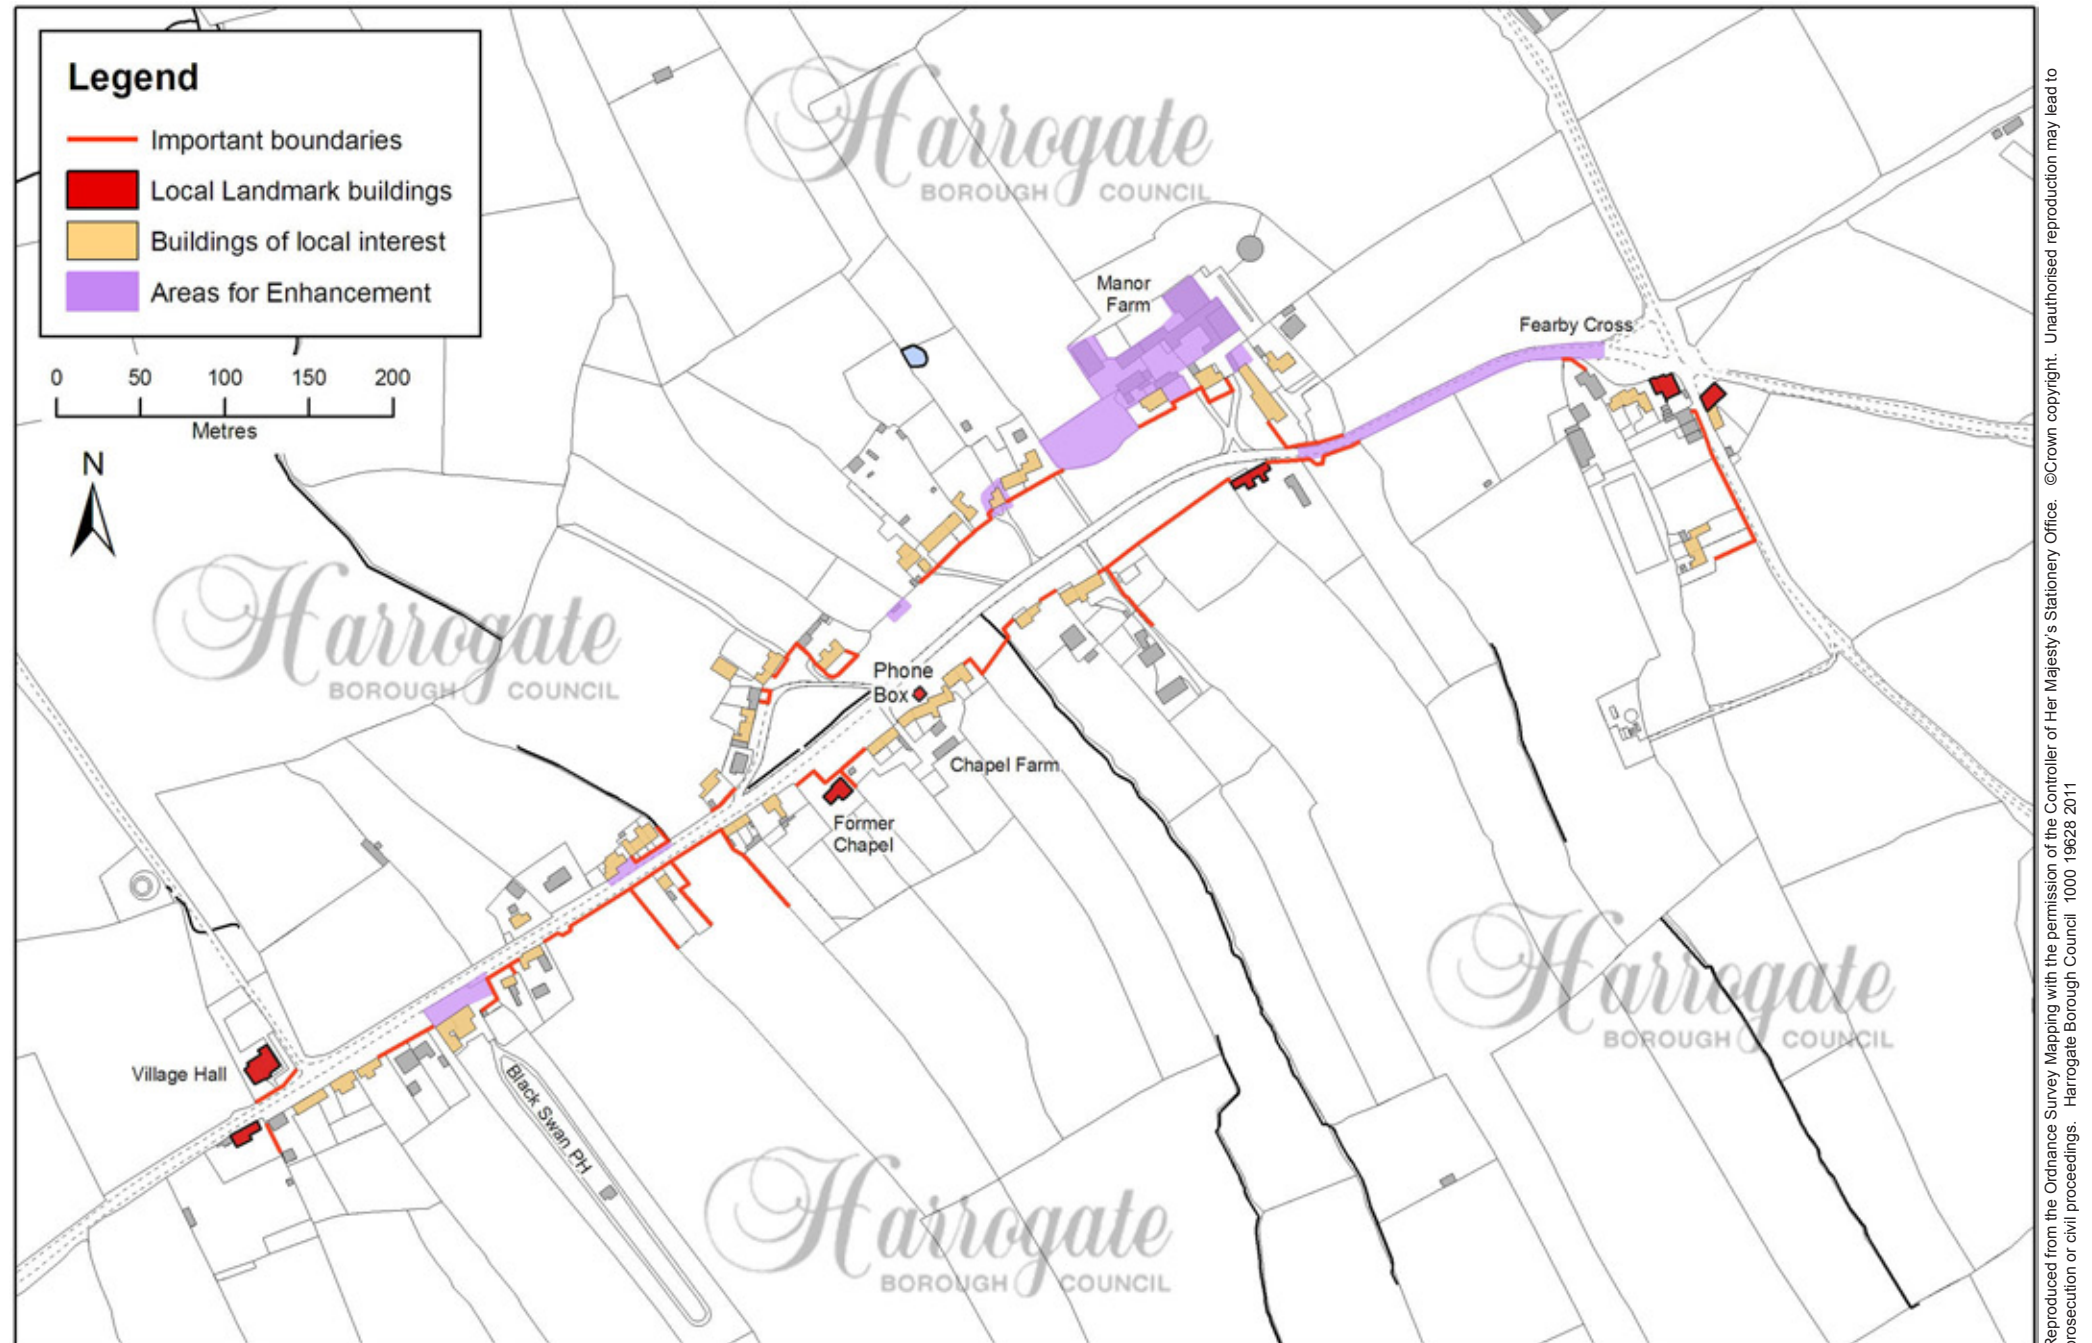 Legend
Important boundaries
Local Landmark buildings
Buildings of local interest
Areas for Enhancement
0 50 100 150 200
Metres
N
Harrogate
BOROUGH COUNCIL
Manor
Farm
Fearby Cross
Harrogate
BOROUGH COUNCIL
Phone
Box
Chapel Farm
Former
Chapel
Harrogate
BOROUGH COUNCIL
Village Hall
Black Swan PH
Harrogate
BOROUGH COUNCIL
Reproduced from the Ordnance Survey Mapping with the permission of the Controller of Her Majesty's Stationery Office. ©Crown copyright. Unauthorised reproduction may lead to
prosecution or civil proceedings. Harrogate Borough Council 1000 19628 2011